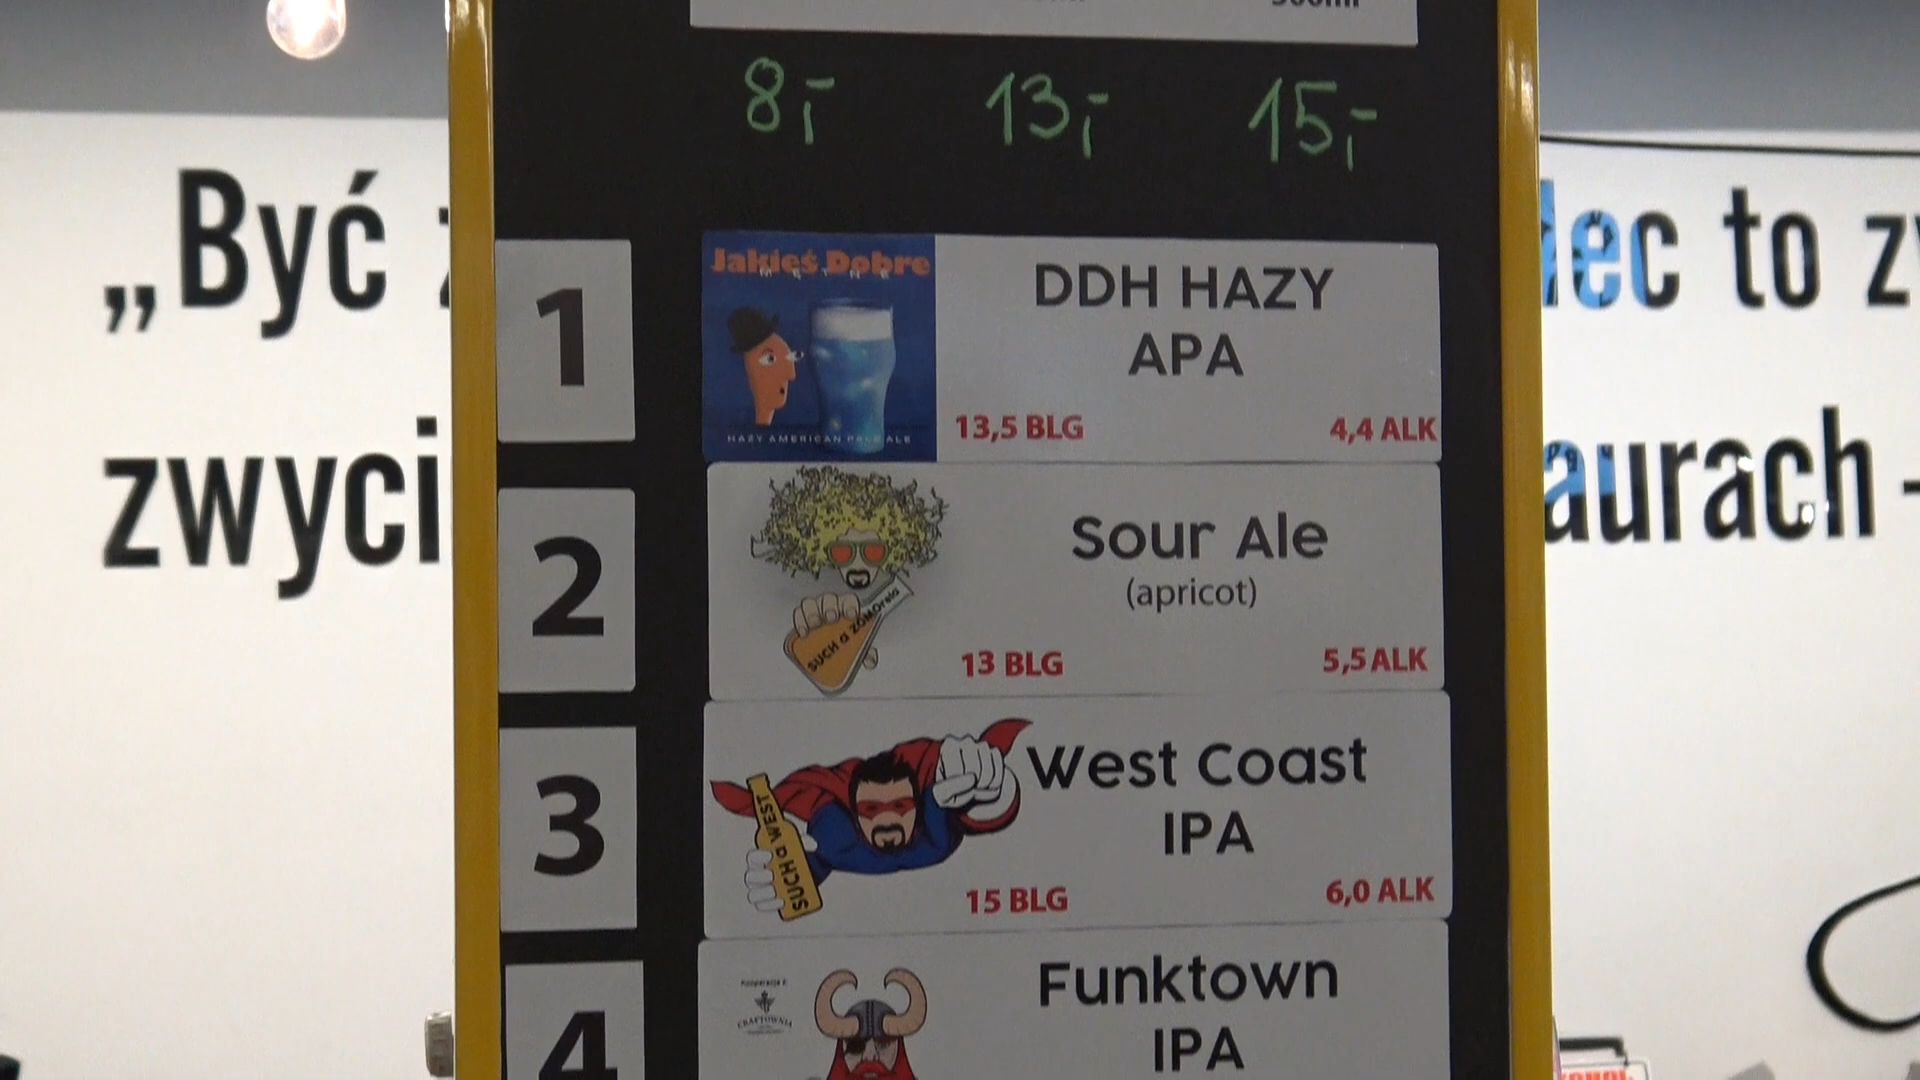 500ml
8,- 13,- 15,-
„Być
zwyci
lec to
aurach -
1
Jakieś Dobre
HAZY AMERICAN PALE ALE
DDH HAZY
APA
13,5 BLG 4,4 ALK
2
SUCH a ZOMOrela
Sour Ale
(apricot)
13 BLG 5,5 ALK
3
SUCH a WEST
West Coast
IPA
15 BLG 6,0 ALK
4
CRAFTOWNIA
Funktown
IPA